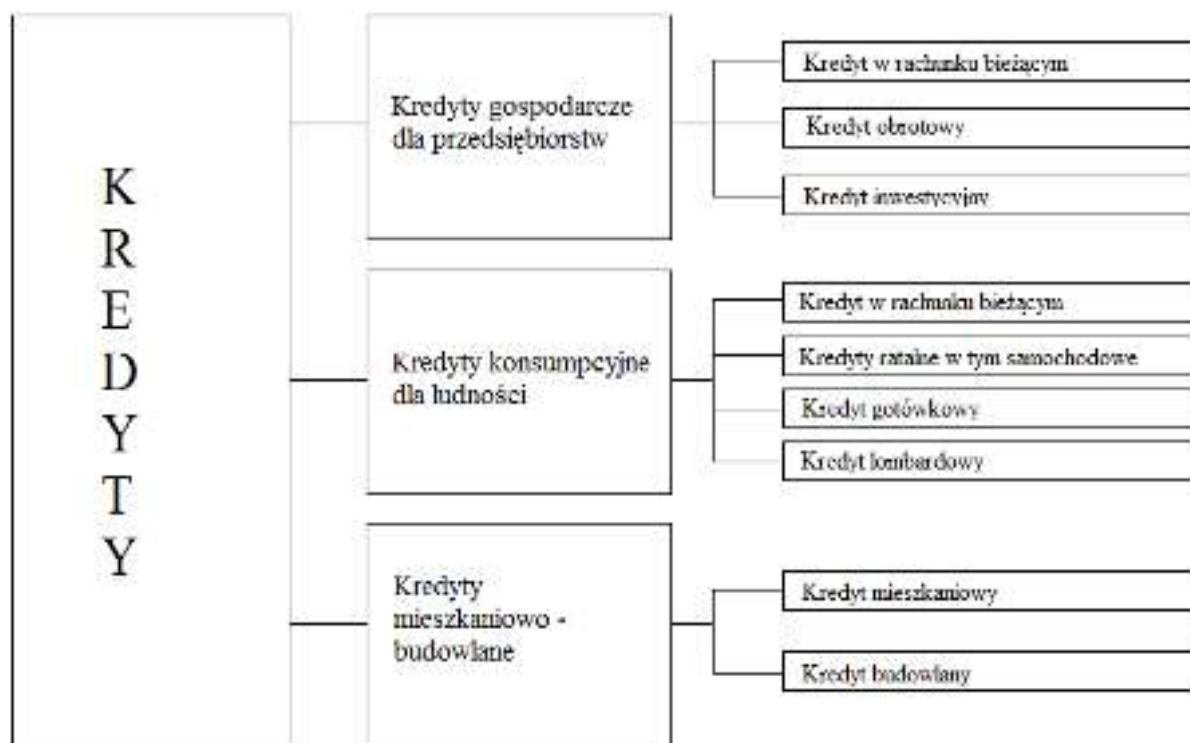 K
R
E
D
Y
T
Y
Kredyty gospodarcze
dla przedsiębiorstw
Kredyt w rachunku bieżącym
Kredyt obrotowy
Kredyt inwestycyjny
Kredyty konsumpcyjne
dla ludności
Kredyt w rachunku bieżącym
Kredyty ratalne w tym samochodowe
Kredyt gotówkowy
Kredyt lombardowy
Kredyty
mieszkaniowo -
budowlane
Kredyt mieszkaniowy
Kredyt budowlany